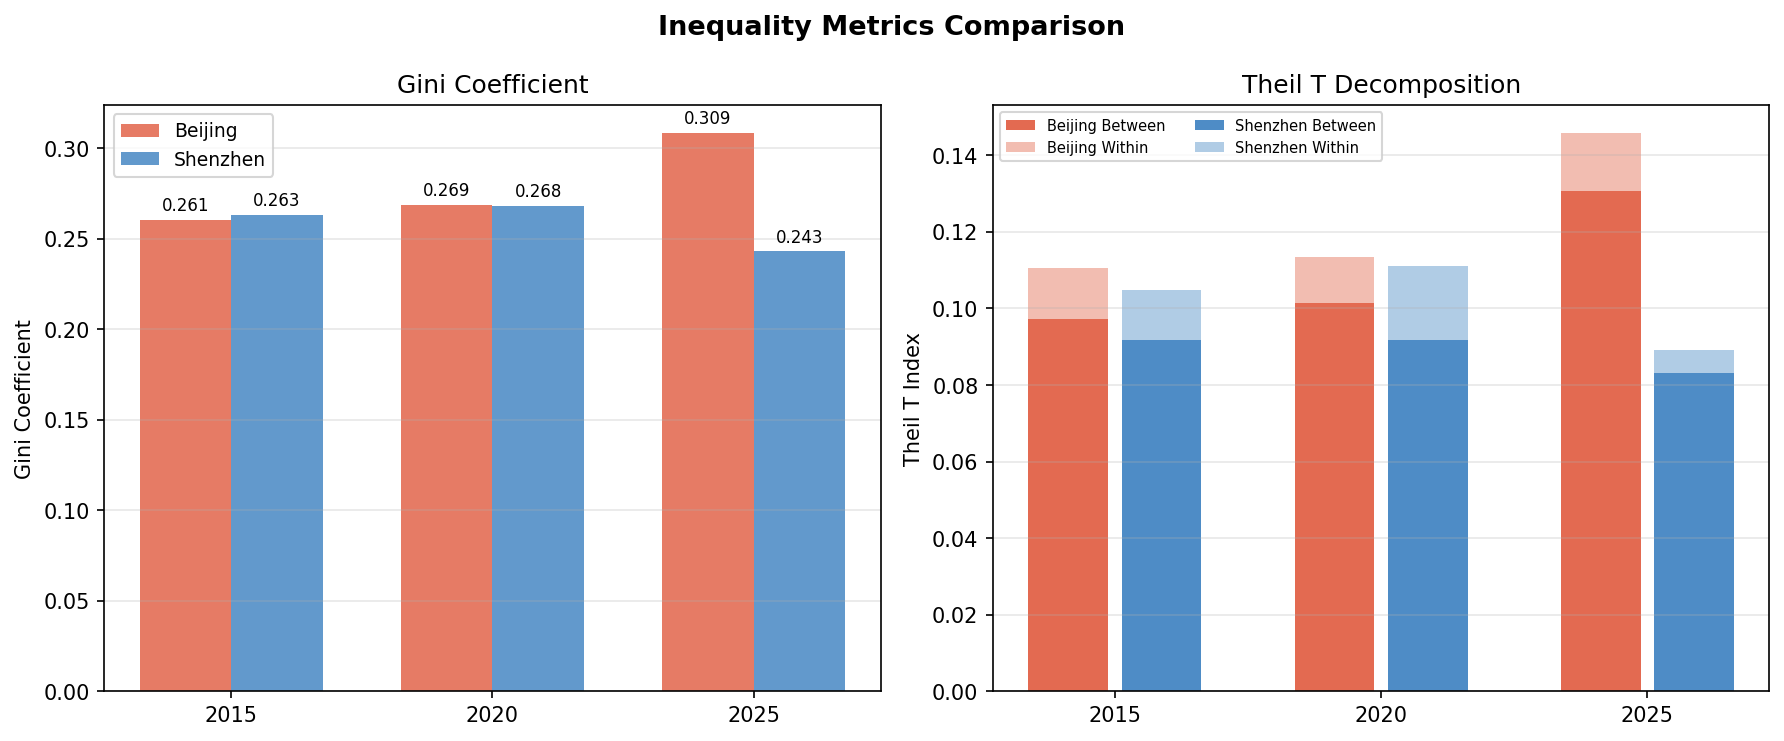 Inequality Metrics Comparison
Gini Coefficient
Beijing
Shenzhen
0.261
0.263
0.269
0.268
0.309
0.243
Gini Coefficient
0.30
0.25
0.20
0.15
0.10
0.05
0.00
2015
2020
2025
Theil T Decomposition
Beijing Between
Shenzhen Between
Beijing Within
Shenzhen Within
Theil T Index
0.14
0.12
0.10
0.08
0.06
0.04
0.02
0.00
2015
2020
2025